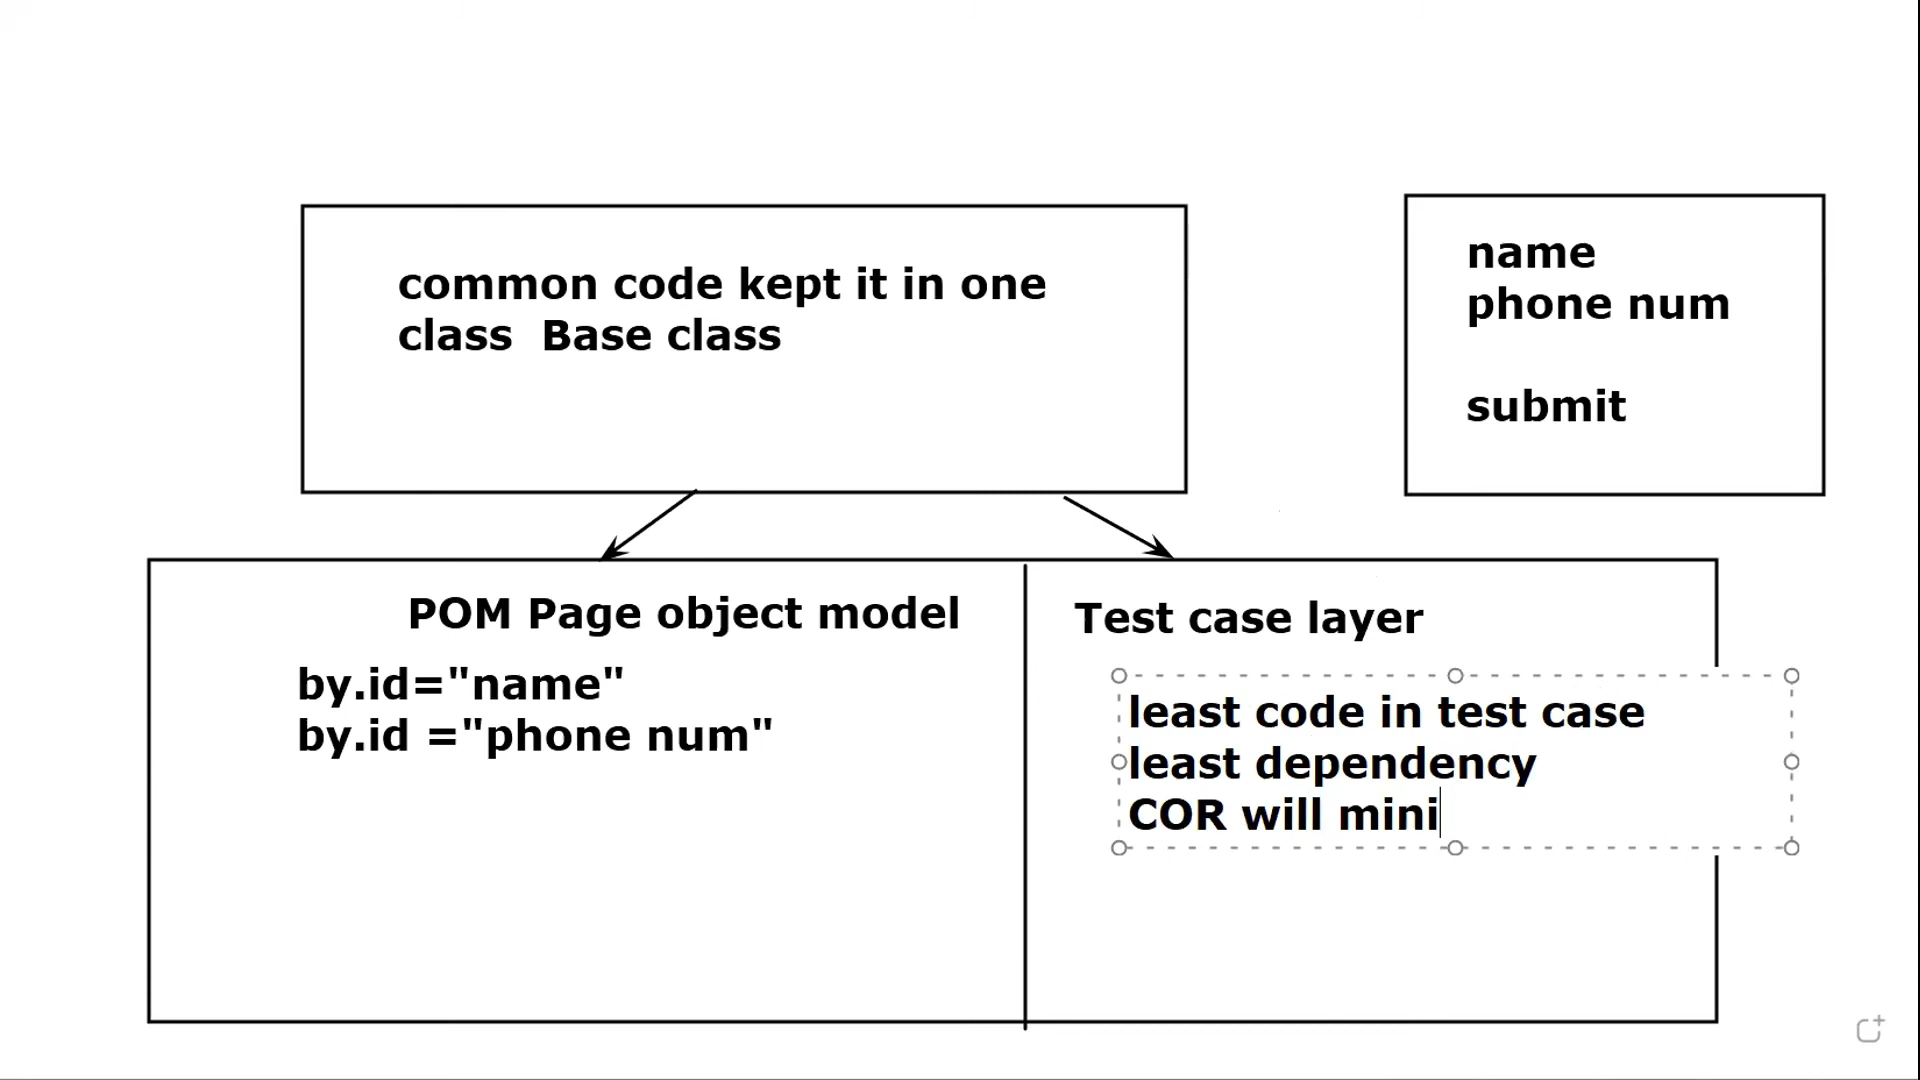 common code kept it in one
class  Base class
name
phone num
submit
POM Page object model
by.id="name"
by.id ="phone num"
Test case layer
least code in test case
least dependency
COR will mini